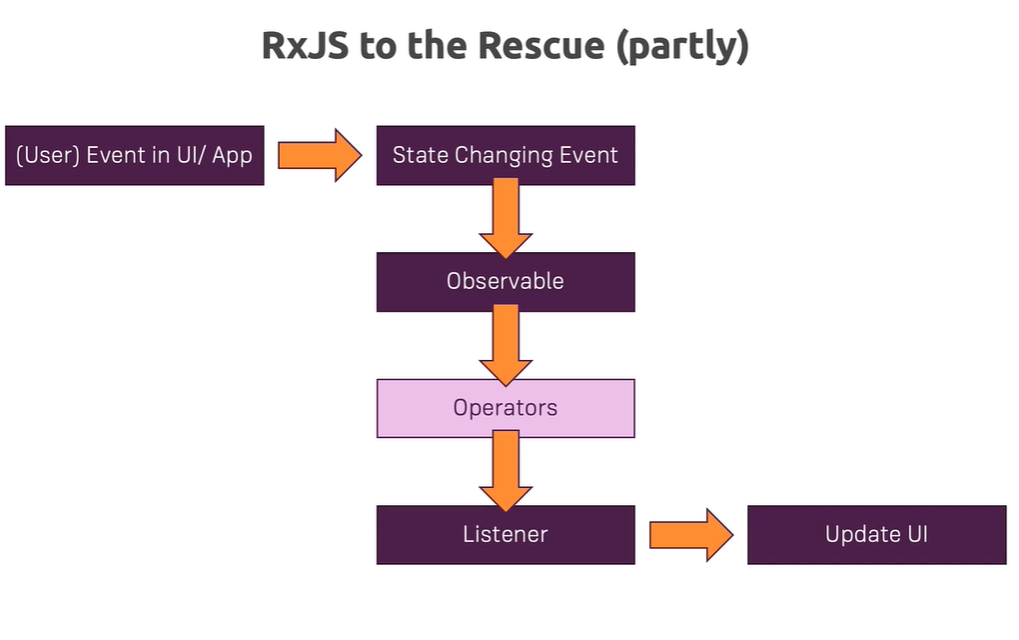 RxJS to the Rescue (partly)
(User) Event in UI/ App
State Changing Event
Observable
Operators
Listener
Update UI